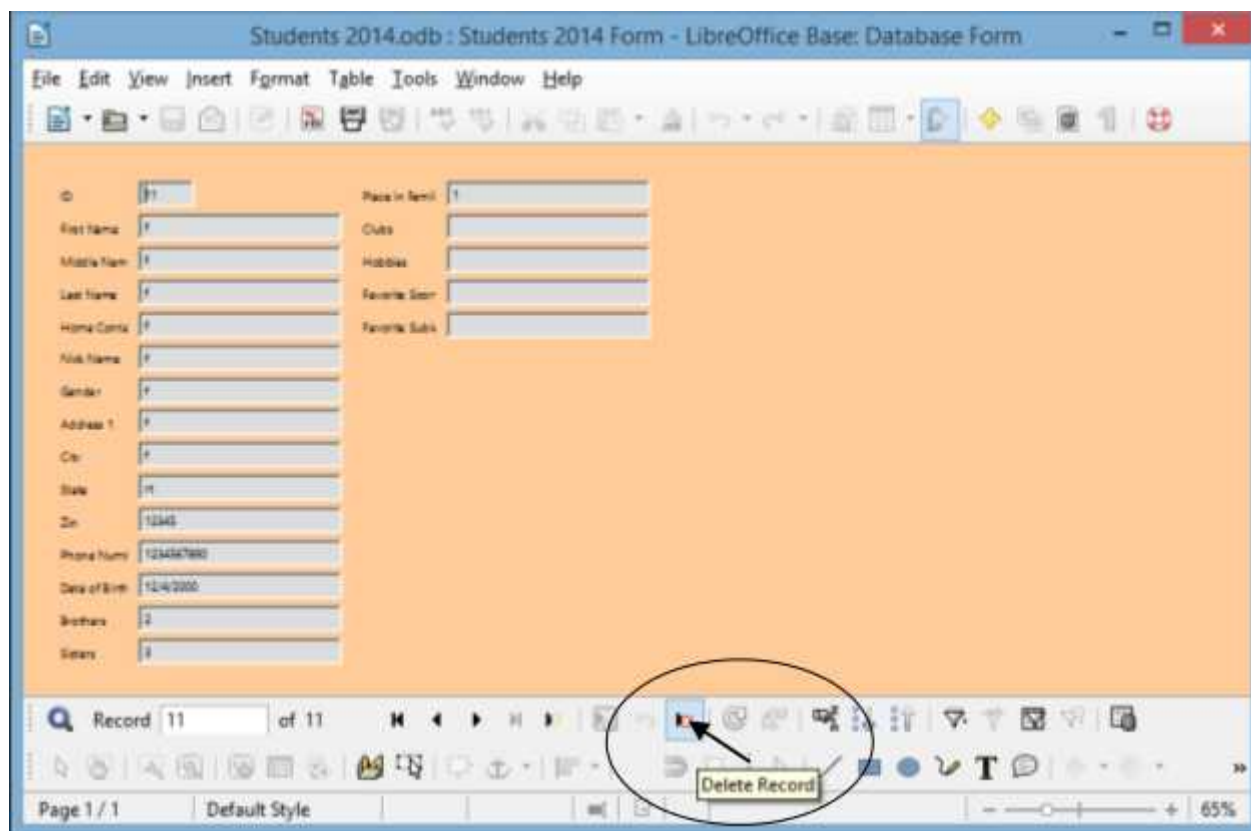 Students 2014.odb : Students 2014 Form - LibreOffice Base: Database Form
File Edit View Insert Format Table Tools Window Help
ID 11 Place in Famil 1
First Name f Clubs
Middle Nam f Hobbies
Last Name f Favorite
Home Conta f Favorite
Nick Name f
Gender f
Address 1 f
City f
State
Zip 12345
Phone Numb 1234567890
Date of Birth 12/4/2000
Brothers 2
Sisters 3
Record 11 of 11
Delete Record
Page 1 / 1 Default Style 65%